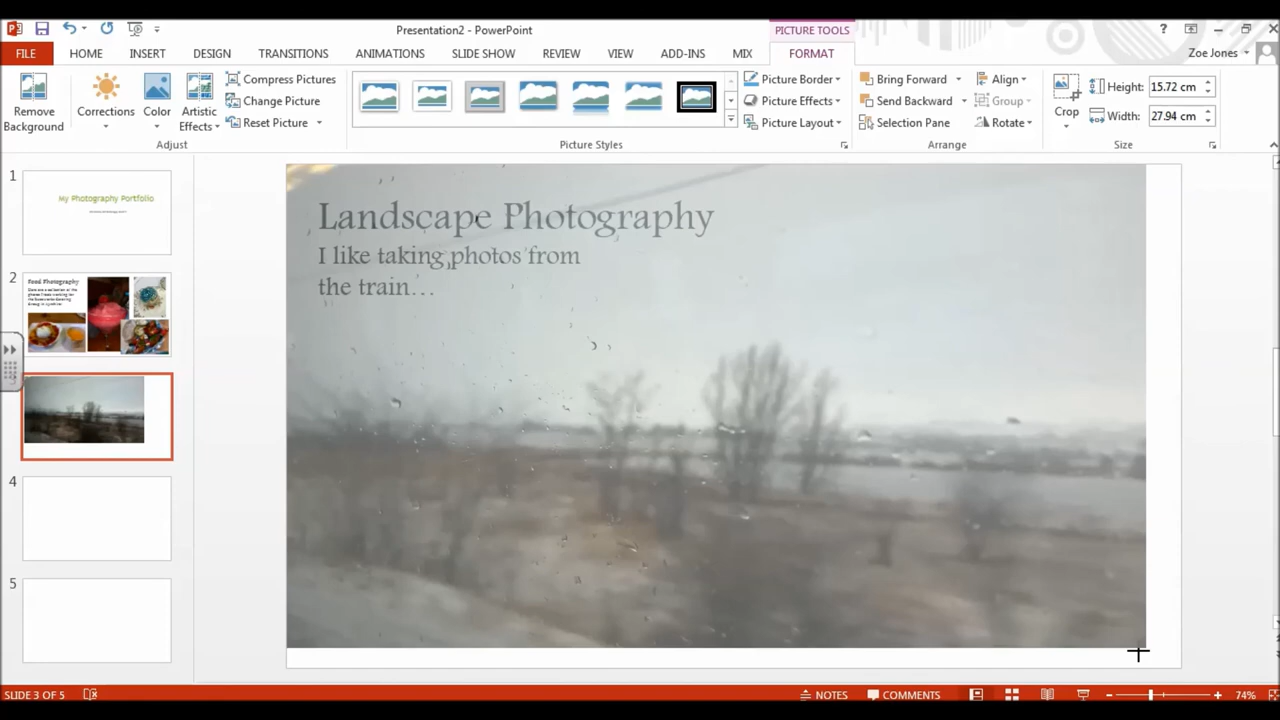 Presentation2 - PowerPoint
PICTURE TOOLS
?
FILE
HOME
INSERT
DESIGN
TRANSITIONS
ANIMATIONS
SLIDE SHOW
REVIEW
VIEW
ADD-INS
MIX
FORMAT
Zoe Jones
Remove
Background
Corrections
Color
Artistic
Effects
Compress Pictures
Change Picture
Reset Picture
Adjust
Picture Styles
Picture Border
Picture Effects
Picture Layout
Bring Forward
Send Backward
Selection Pane
Align
Group
Rotate
Arrange
Crop
Height: 15.72 cm
Width: 27.94 cm
Size
1
My Photography Portfolio
2
Food Photography
4
5
Landscape Photography
I like taking photos from
the train…
SLIDE 3 OF 5
NOTES
COMMENTS
74%